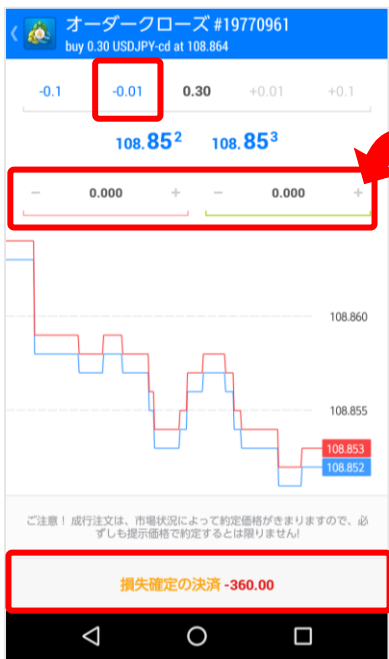 オーダークローズ #19770961
buy 0.30 USDJPY-cd at 108.864
-0.1 -0.01 0.30 +0.01 +0.1
108.852 108.853
− 0.000 + − 0.000 +
108.860
108.855
108.853
108.852
ご注意！ 成行注文は、市場状況によって約定価格がきまりますので、必
ずしも提示価格で約定するとは限りません!
損失確定の決済 -360.00